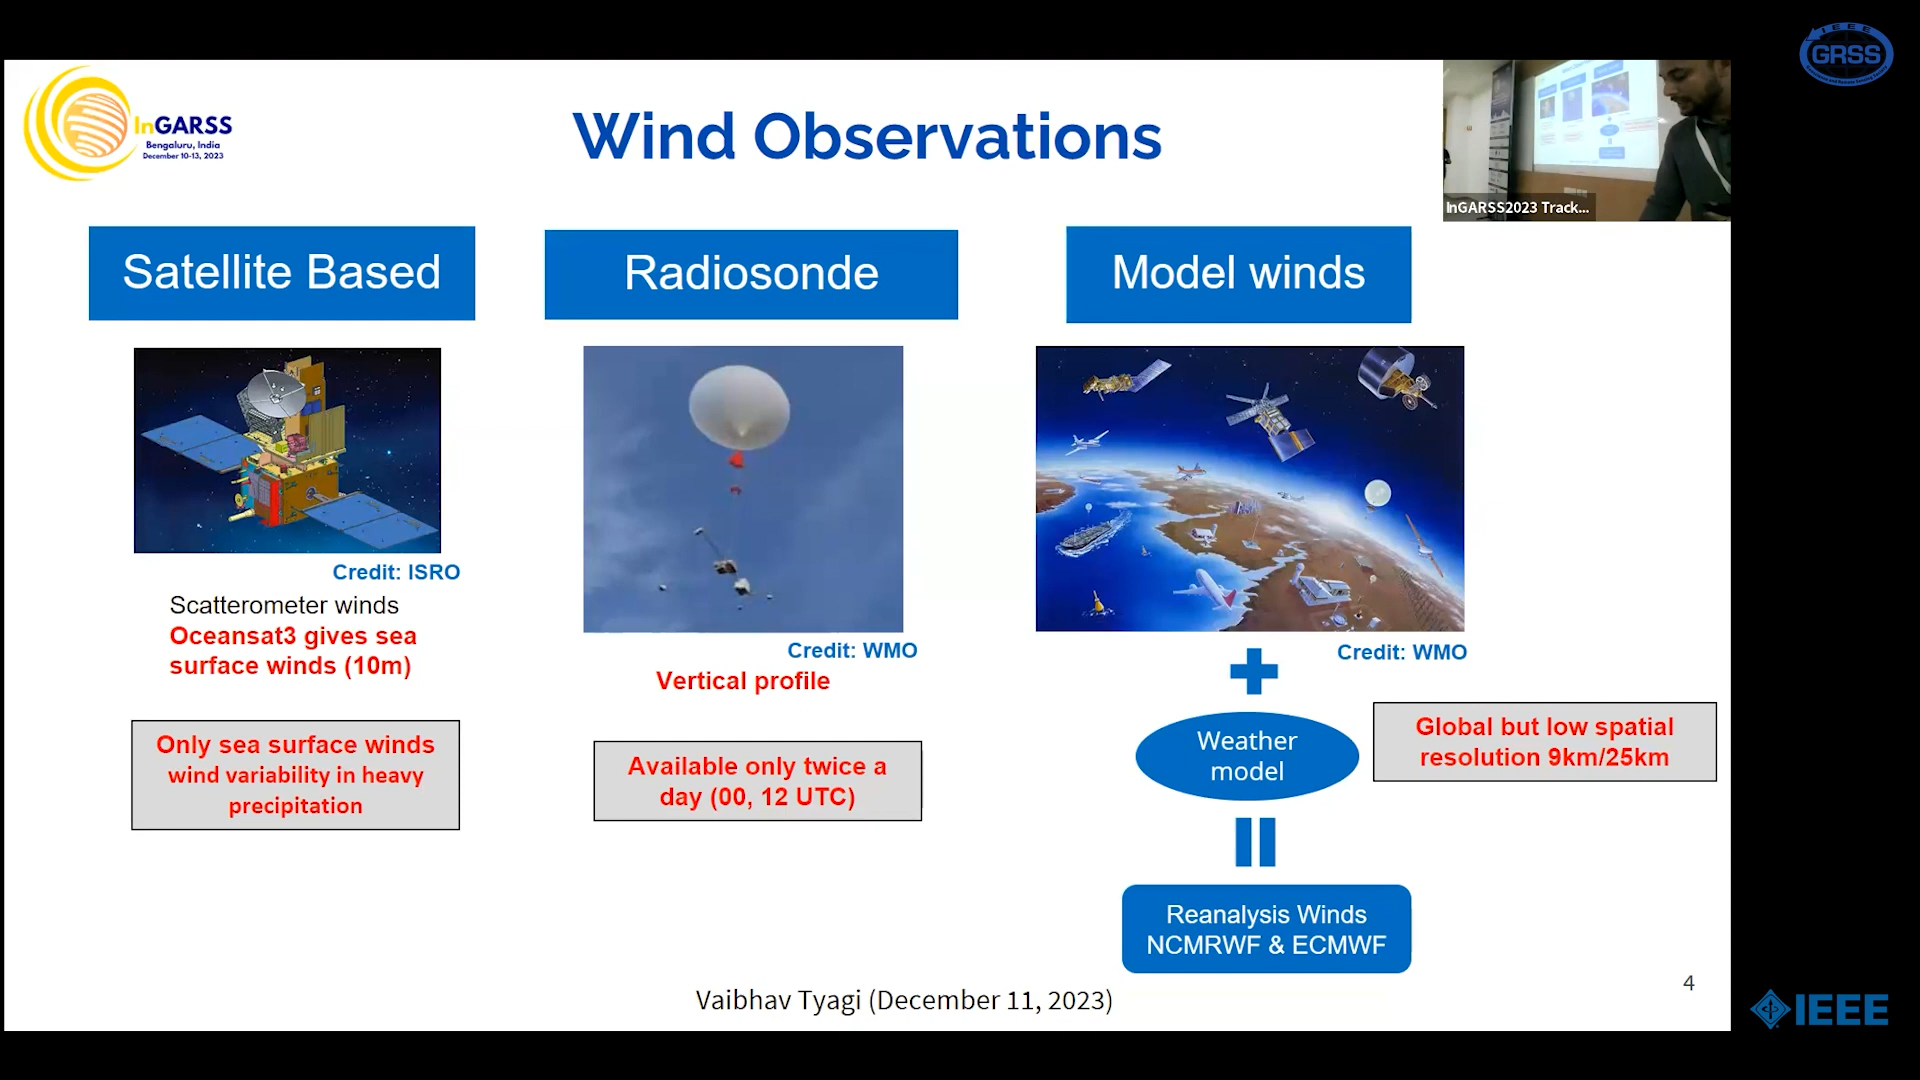 IEEE
GRSS
InGARSS
Bengaluru, India
December 10-13, 2023
Wind Observations
InGARSS2023 Track...
Satellite Based
Credit: ISRO
Scatterometer winds
Oceansat3 gives sea
surface winds (10m)
Only sea surface winds
wind variability in heavy
precipitation
Radiosonde
Credit: WMO
Vertical profile
Available only twice a
day (00, 12 UTC)
Model winds
Credit: WMO
Weather
model
Global but low spatial
resolution 9km/25km
Reanalysis Winds
NCMRWF & ECMWF
Vaibhav Tyagi (December 11, 2023)
4
IEEE